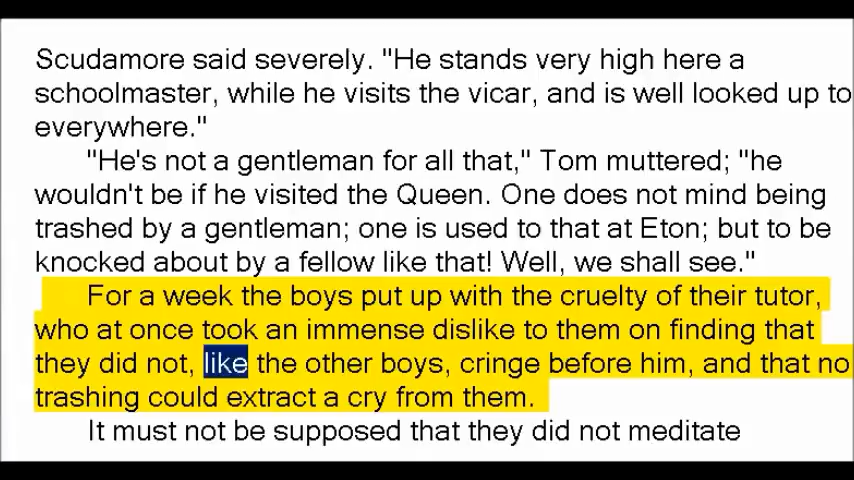 Scudamore said severely. "He stands very high here a
schoolmaster, while he visits the vicar, and is well looked up to
everywhere."
"He's not a gentleman for all that," Tom muttered; "he
wouldn't be if he visited the Queen. One does not mind being
trashed by a gentleman; one is used to that at Eton; but to be
knocked about by a fellow like that! Well, we shall see."
For a week the boys put up with the cruelty of their tutor,
who at once took an immense dislike to them on finding that
they did not, like the other boys, cringe before him, and that no
trashing could extract a cry from them.
It must not be supposed that they did not meditate